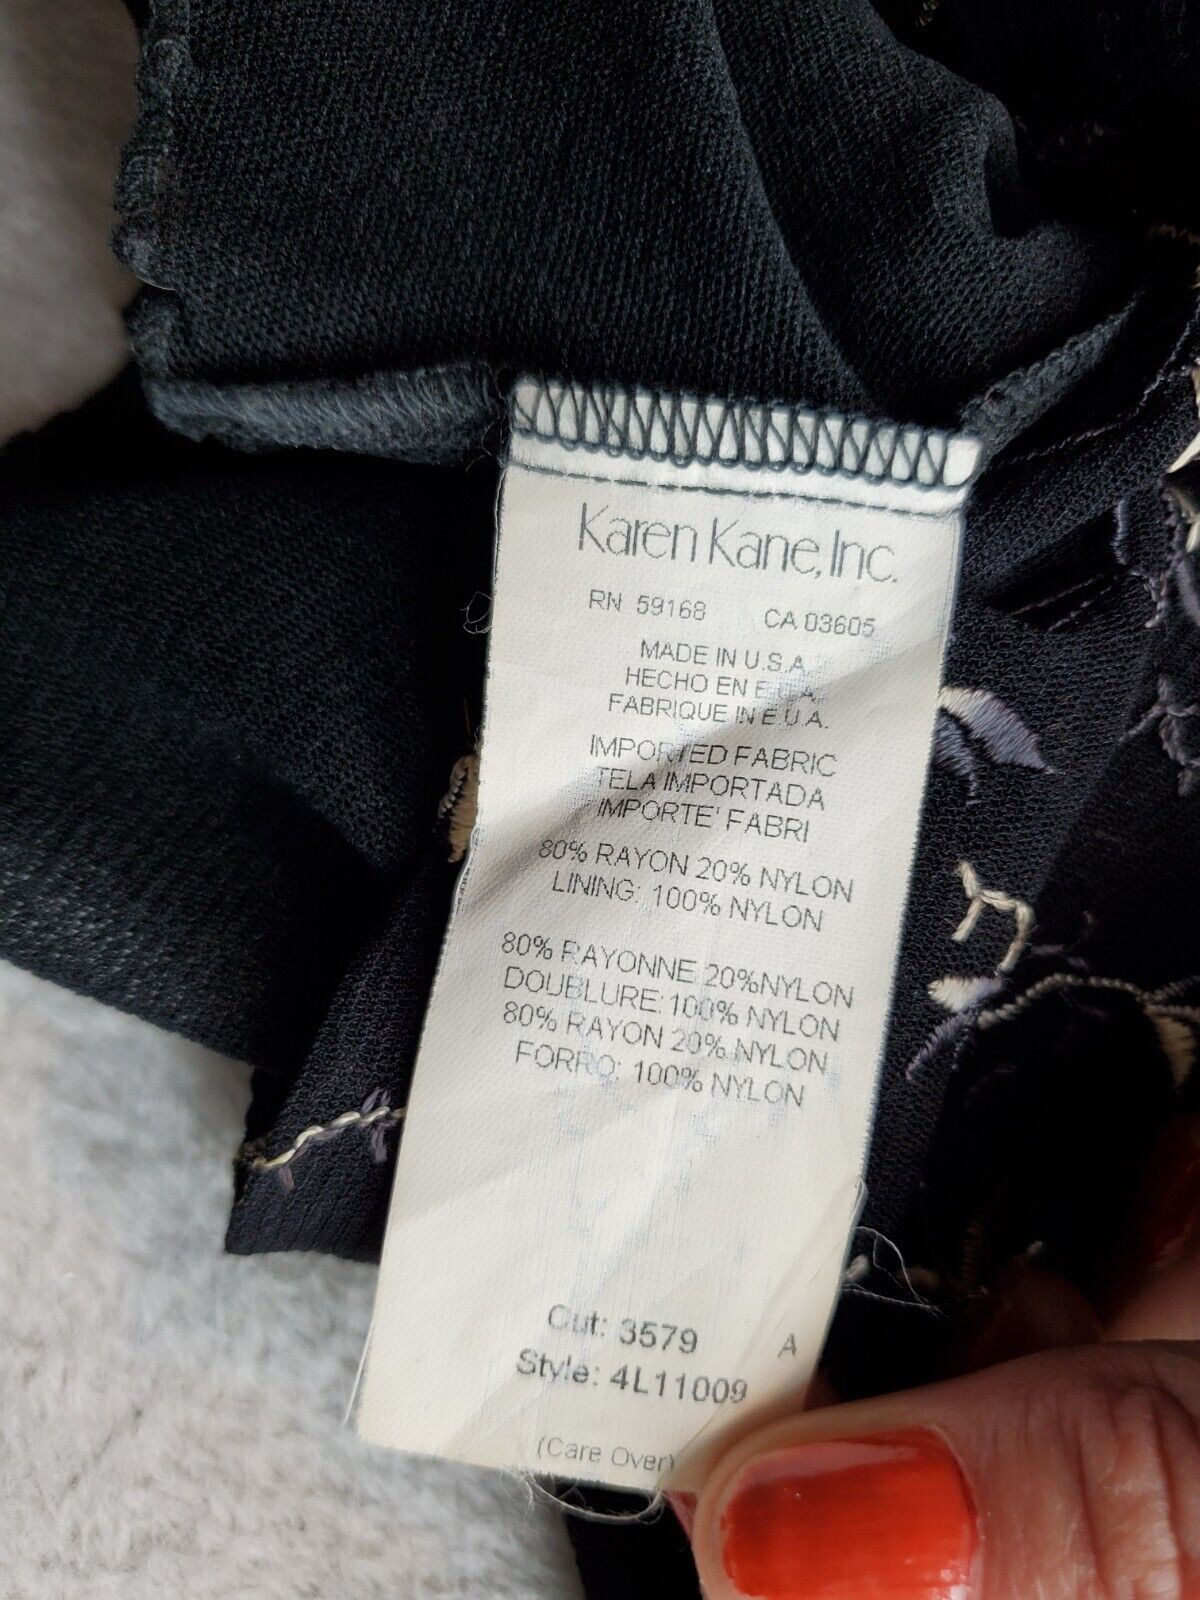 Karen Kane, Inc.
RN 59168 CA 03605
MADE IN U.S.A.
HECHO EN E.U.A.
FABRIQUE IN E.U.A.
IMPORTED FABRIC
TELA IMPORTADA
IMPORTE' FABRI
80% RAYON 20% NYLON
LINING: 100% NYLON
80% RAYONNE 20%NYLON
DOUBLURE: 100% NYLON
80% RAYON 20% NYLON
FORRO: 100% NYLON
Cut: 3579 A
Style: 4L11009
(Care Over)